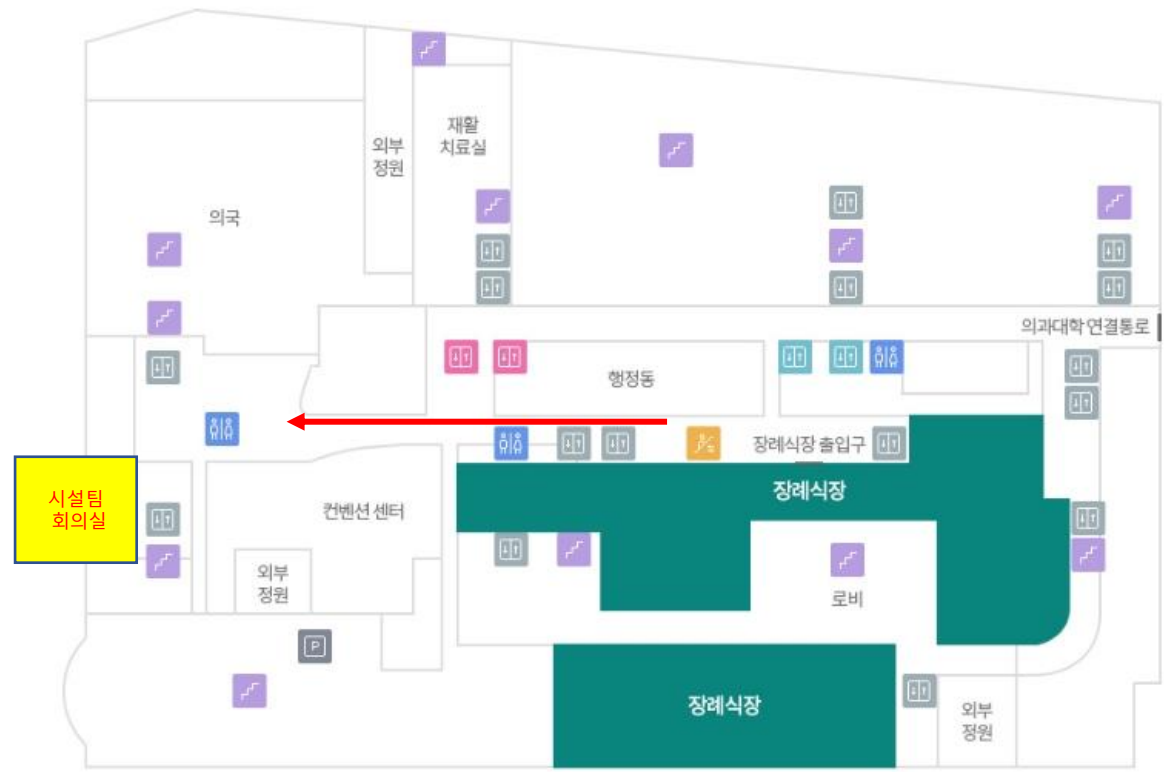 재활
치료실
외부
정원
의국
의과대학 연결통로
행정동
장례식장 출입구
장례식장
시설팀
회의실
컨벤션 센터
외부
정원
로비
P
장례식장
외부
정원